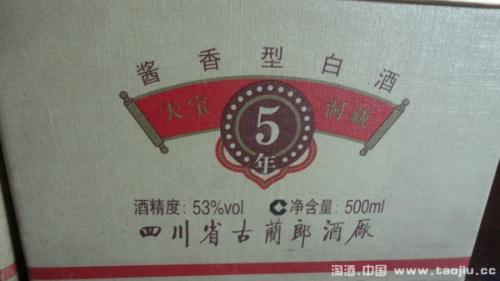 酱香型白酒
天宝 5 洞藏
年
酒精度: 53%vol 净含量: 500ml
四川省古蔺郎酒厂
淘酒.中国 www.taojiu.cc